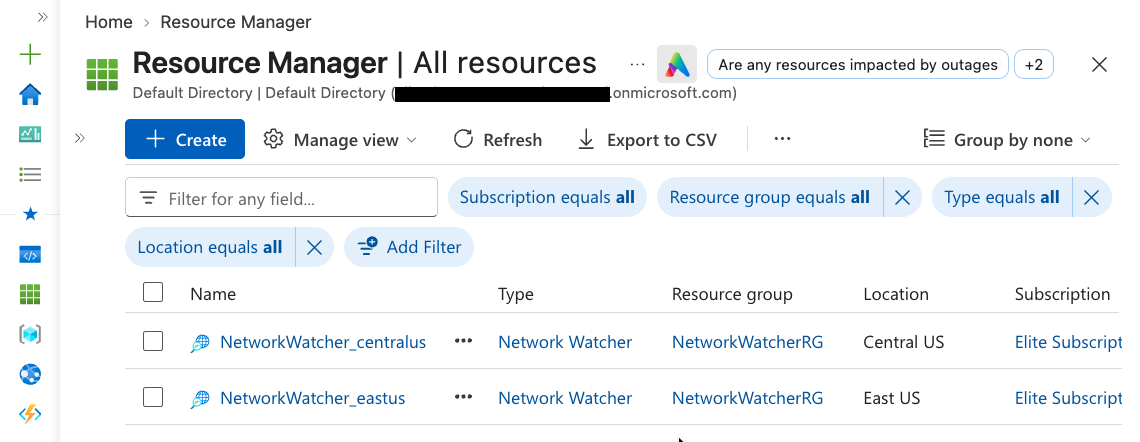 Home > Resource Manager
Resource Manager | All resources ... Are any resources impacted by outages +2
Default Directory | Default Directory ( .onmicrosoft.com)
+ Create Manage view Refresh Export to CSV ... Group by none
Filter for any field... Subscription equals all Resource group equals all Type equals all
Location equals all Add Filter
Name Type Resource group Location Subscription
NetworkWatcher_centralus ... Network Watcher NetworkWatcherRG Central US Elite Subscript
NetworkWatcher_eastus ... Network Watcher NetworkWatcherRG East US Elite Subscript